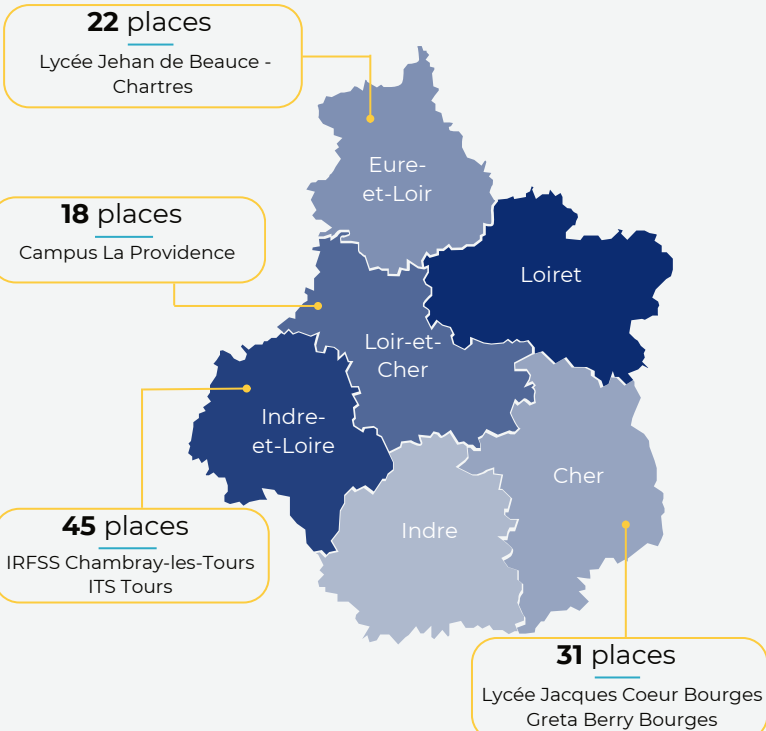 22 places
Lycée Jehan de Beauce -
Chartres
Eure-
et-Loir
18 places
Campus La Providence
Loiret
Loir-et-
Cher
Indre-
et-Loire
Cher
Indre
45 places
IRFSS Chambray-les-Tours
ITS Tours
31 places
Lycée Jacques Coeur Bourges
Greta Berry Bourges